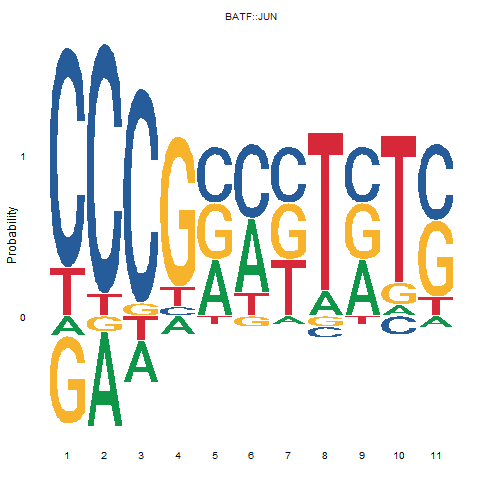 BATF::JUN
Probability
1
0
C C C G C C C T C T C
T T G T G A G A G G G
A G T C A T T G A A T
G A A A T G A C T C A
1 2 3 4 5 6 7 8 9 10 11